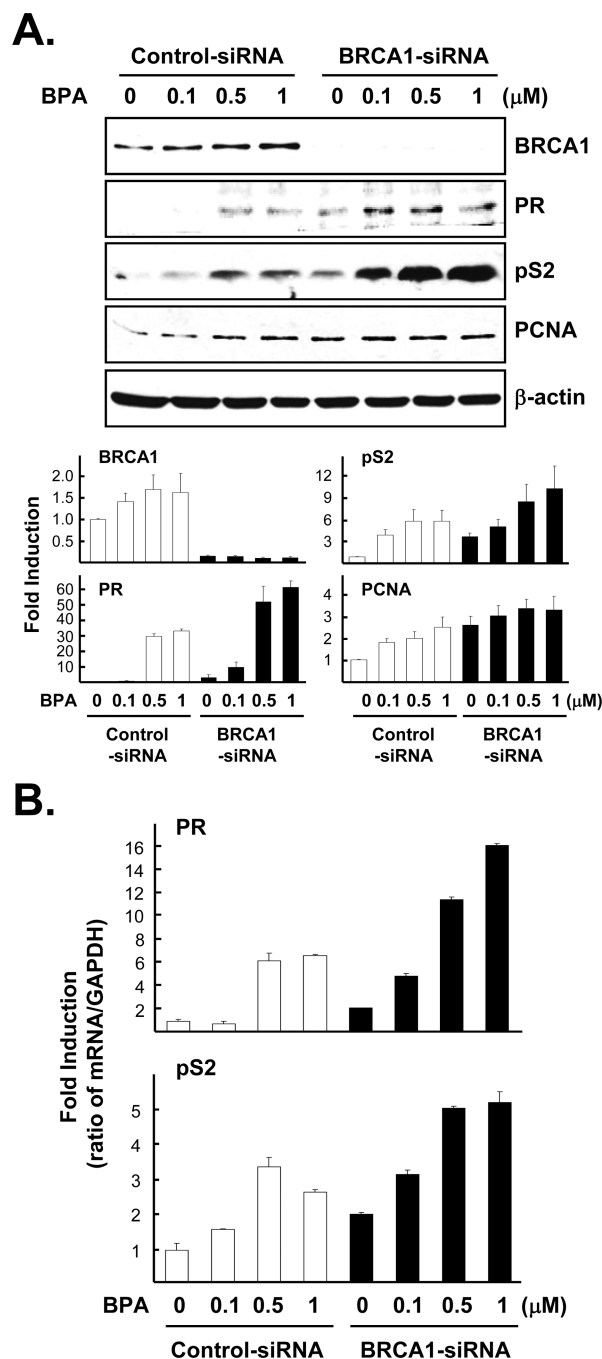 A.
Control-siRNA BRCA1-siRNA
BPA 0 0.1 0.5 1 0 0.1 0.5 1 (μM)
BRCA1
PR
pS2
PCNA
β-actin
Fold Induction
BRCA1
2.0
1.5
1.0
0.5
pS2
12
9
6
3
PR
60
50
40
30
20
10
PCNA
4
3
2
1
BPA 0 0.1 0.5 1 0 0.1 0.5 1 0 0.1 0.5 1 0 0.1 0.5 1 (μM)
Control BRCA1 Control BRCA1
-siRNA -siRNA -siRNA -siRNA
B.
Fold Induction
(ratio of mRNA/GAPDH)
PR
16
14
12
10
8
6
4
2
pS2
5
4
3
2
1
BPA 0 0.1 0.5 1 0 0.1 0.5 1 (μM)
Control-siRNA BRCA1-siRNA